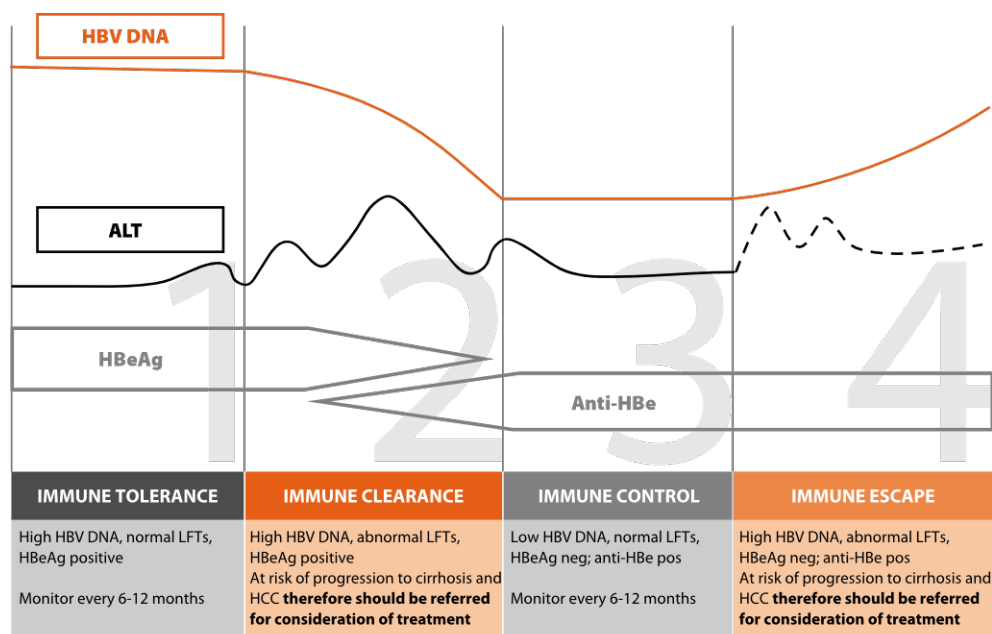 HBV DNA
ALT
1
2
3
4
HBeAg
Anti-HBe
IMMUNE TOLERANCE
High HBV DNA, normal LFTs,
HBeAg positive
Monitor every 6-12 months
IMMUNE CLEARANCE
High HBV DNA, abnormal LFTs,
HBeAg positive
At risk of progression to cirrhosis and
HCC therefore should be referred
for consideration of treatment
IMMUNE CONTROL
Low HBV DNA, normal LFTs,
HBeAg neg; anti-HBe pos
Monitor every 6-12 months
IMMUNE ESCAPE
High HBV DNA, abnormal LFTs,
HBeAg neg; anti-HBe pos
At risk of progression to cirrhosis and
HCC therefore should be referred
for consideration of treatment